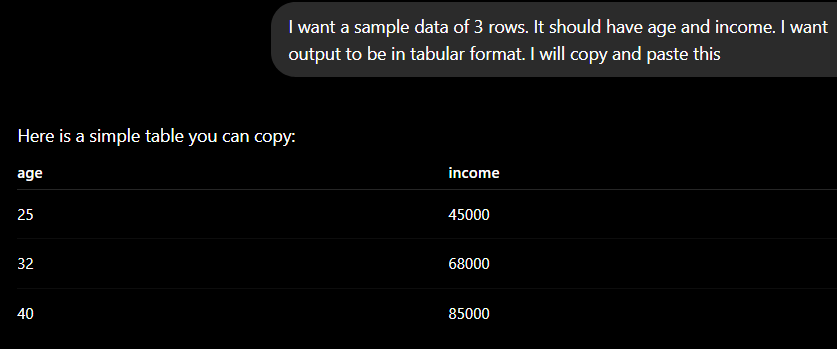 I want a sample data of 3 rows. It should have age and income. I want
output to be in tabular format. I will copy and paste this
Here is a simple table you can copy:
age income
25 45000
32 68000
40 85000